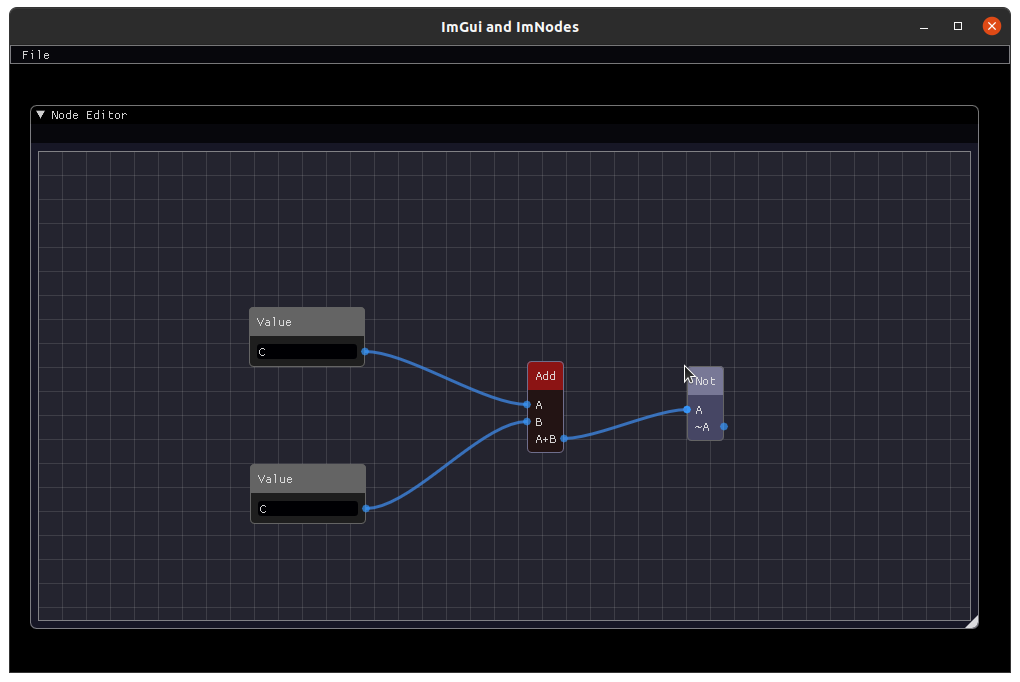 ImGui and ImNodes
File
Node Editor
Value
C
Add
A
B
A+B
Not
A
~A
Value
C